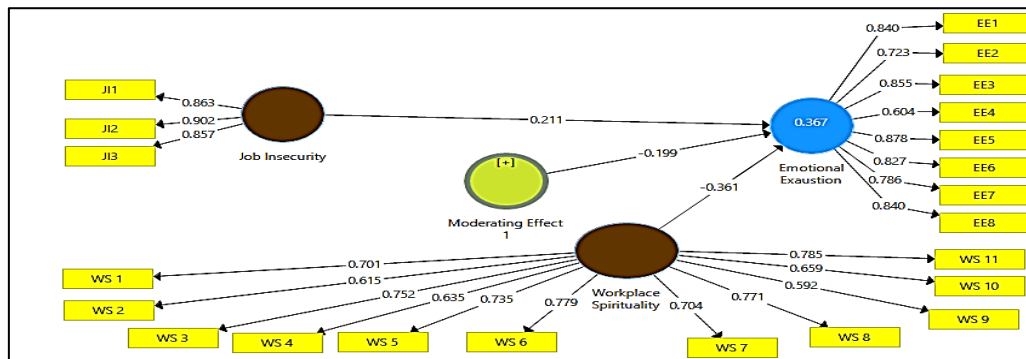 EE1
0.840
EE2
0.723
JI1
0.855
EE3
0.863
0.367
0.604
EE4
JI2
0.902
0.211
0.878
EE5
0.857
JI3
Job Insecurity
-0.199
0.827
EE6
[+]
Emotional
Exaustion
0.786
EE7
0.840
-0.361
EE8
Moderating Effect
1
0.785
WS 11
0.701
0.659
WS 10
WS 1
0.615
0.592
WS 2
0.752
0.635
0.735
0.779
Workplace
Spirituality
0.704
0.771
WS 9
WS 3
WS 4
WS 5
WS 6
WS 7
WS 8